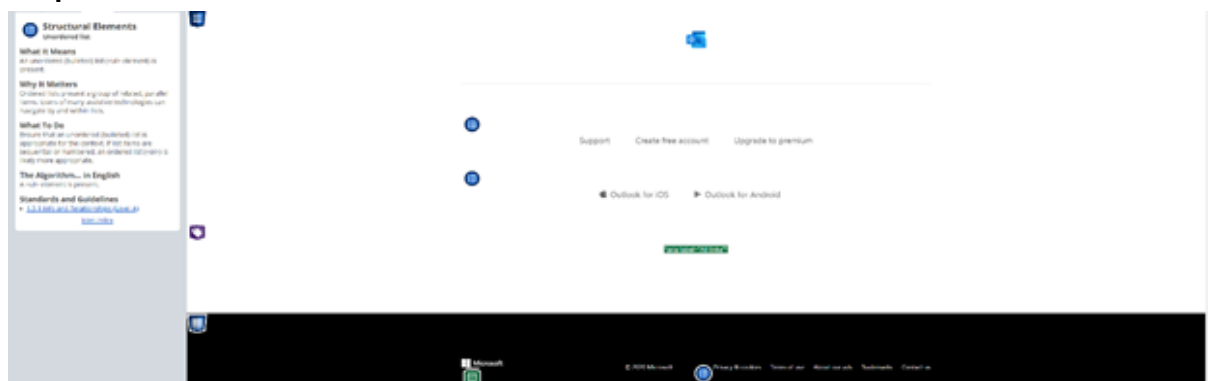 Structural Elements
Unordered list
What It Means
An unordered (bulleted) list (<ul> element) is
present.
Why It Matters
Ordered lists present a group of related, parallel
items. Users of many assistive technologies can
navigate by and within lists.
What To Do
Ensure that an unordered (bulleted) list is
appropriate for the context. If list items are
sequential or numbered, an ordered list (<ol>) is
likely more appropriate.
The Algorithm... in English
A <ul> element is present.
Standards and Guidelines
1.3.1 Info and Relationships (Level A)
Icon Index
Support Create free account Upgrade to premium
Outlook for iOS Outlook for Android
Microsoft
Microsoft Privacy & cookies Terms of use About our ads Trademarks Contact us